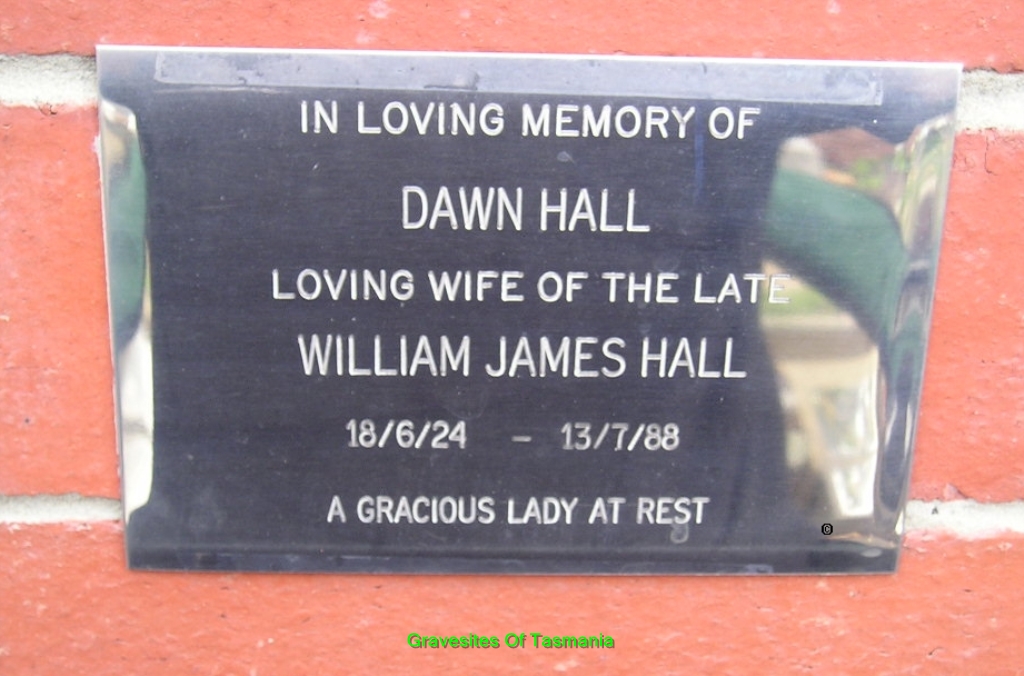 IN LOVING MEMORY OF
DAWN HALL
LOVING WIFE OF THE LATE
WILLIAM JAMES HALL
18/6/24 – 13/7/88
A GRACIOUS LADY AT REST
©
Gravesites Of Tasmania